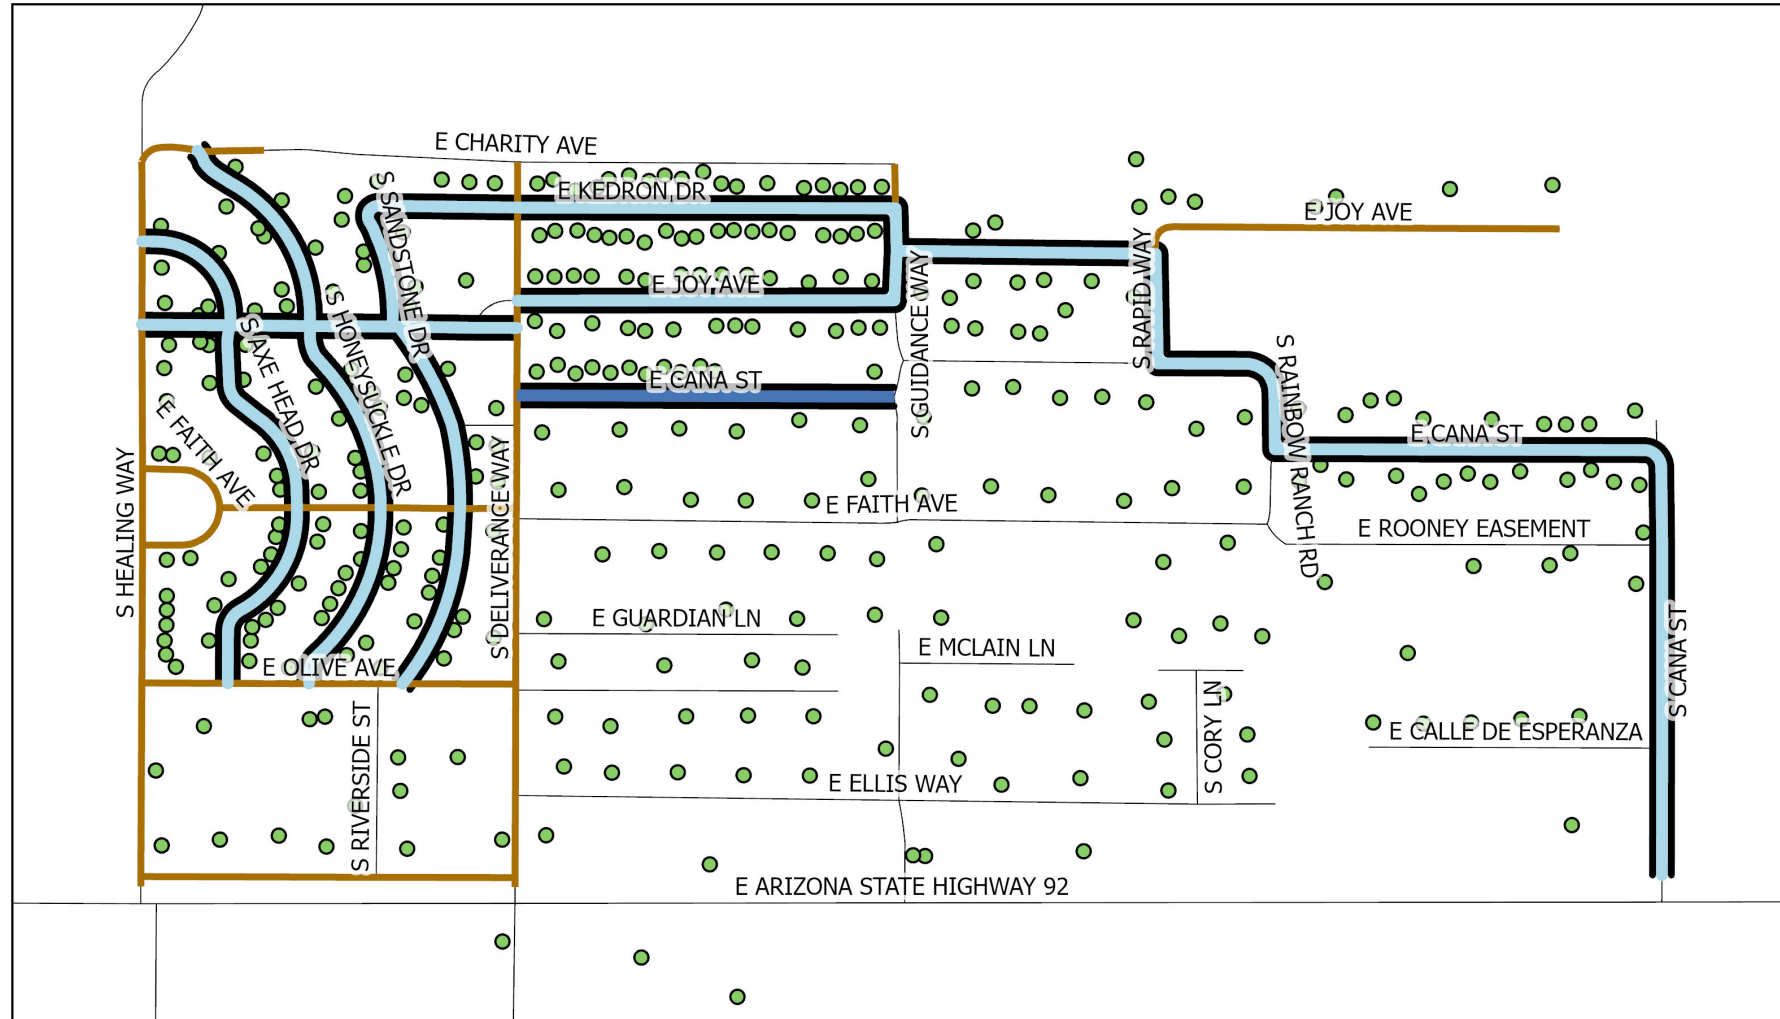 E CHARITY AVE
E KEDRON DR
E JOY AVE
S SANDSTONE DR
S RAPID WAY
E JOY AVE
S HONEYSUCKLE DR
S GUIDANCE WAY
S AXE HEAD DR
E CANA ST
S RAINBOW RANCH RD
E FAITH AVE
E CANA ST
S HEALING WAY
S DELIVERANCE WAY
E FAITH AVE
E ROONEY EASEMENT
E GUARDIAN LN
E MCLAIN LN
S CANA ST
E OLIVE AVE
S RIVERSIDE ST
S CORY LN
E CALLE DE ESPERANZA
E ELLIS WAY
E ARIZONA STATE HIGHWAY 92